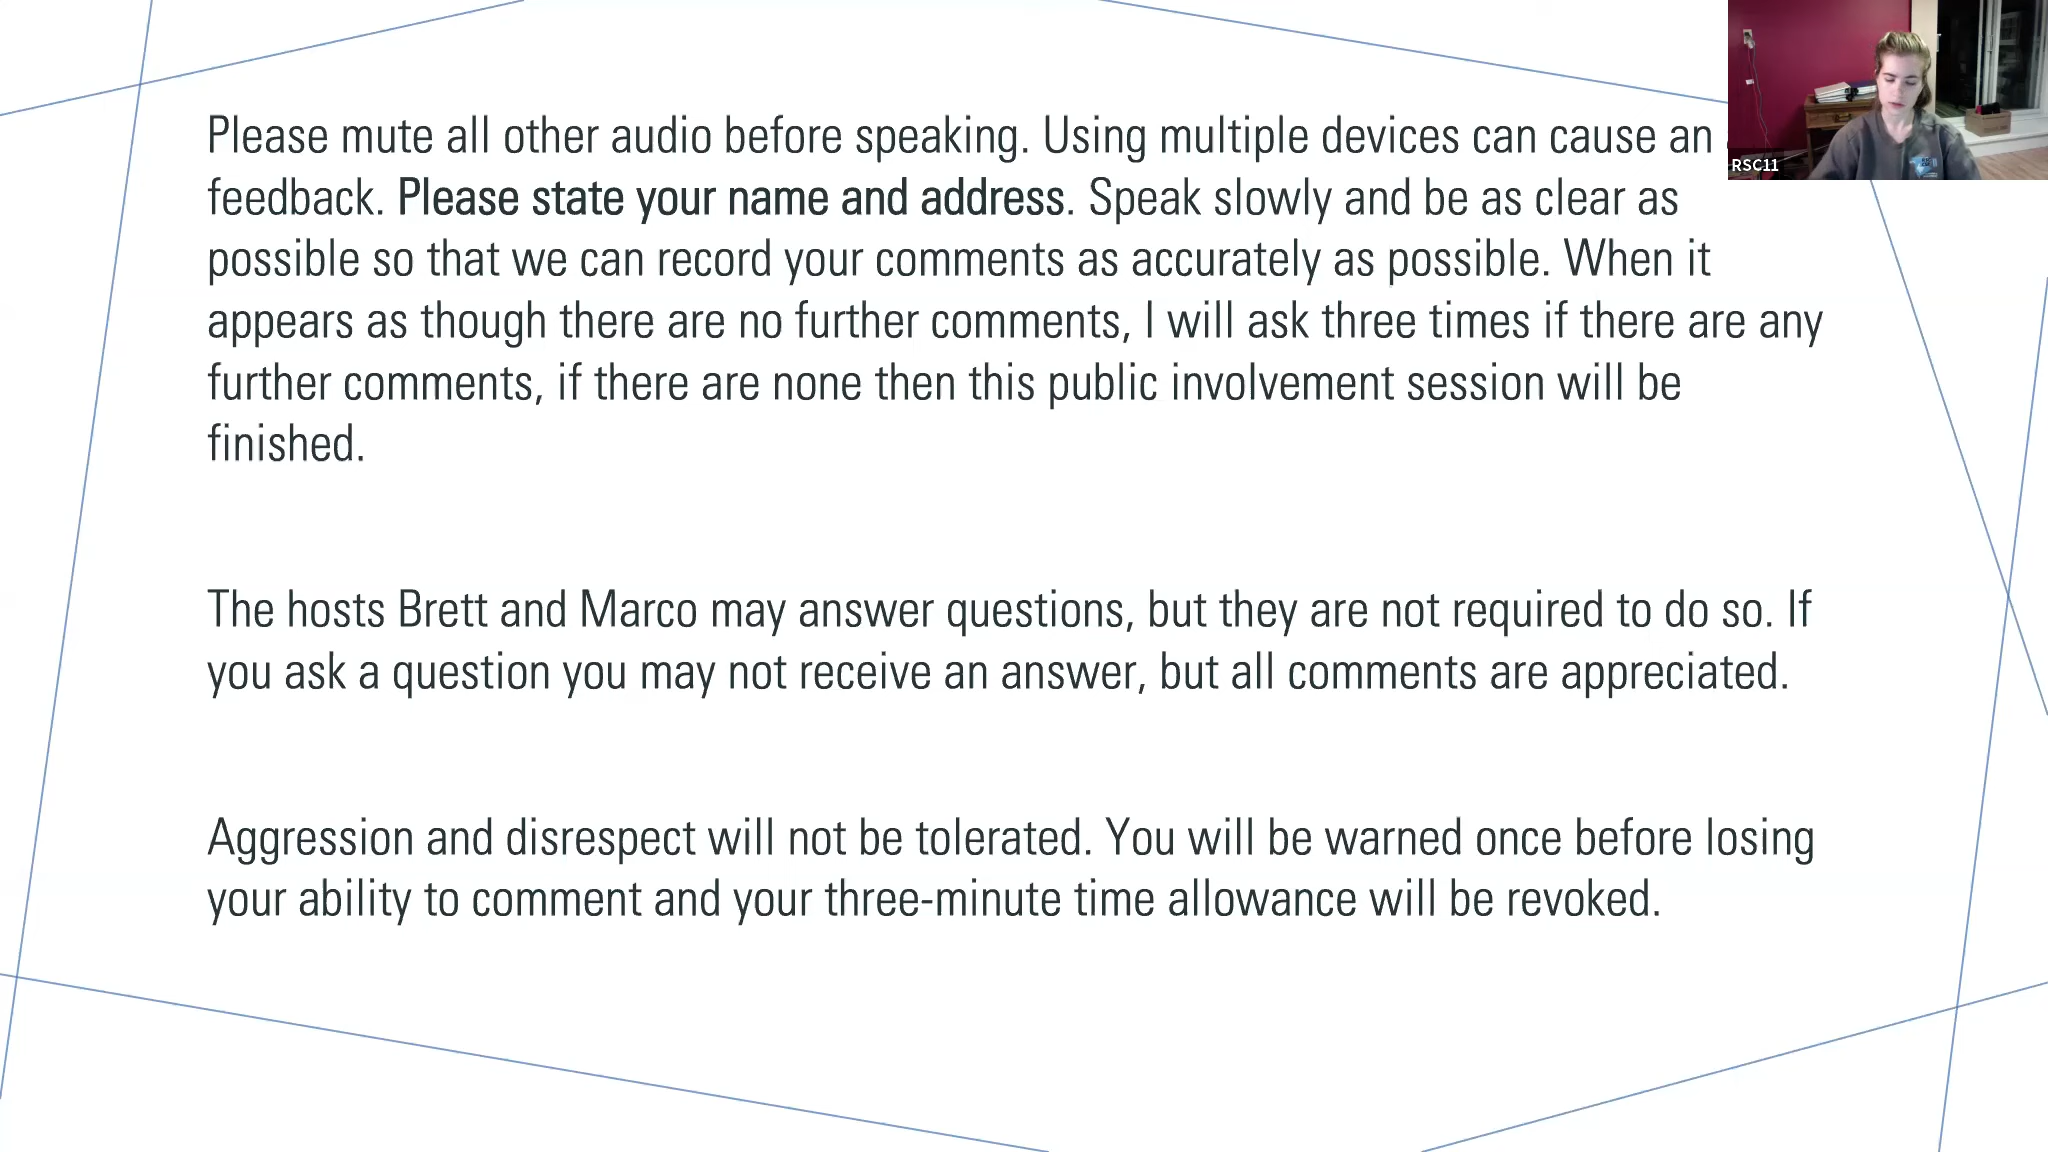 Please mute all other audio before speaking. Using multiple devices can cause an
feedback. Please state your name and address. Speak slowly and be as clear as
possible so that we can record your comments as accurately as possible. When it
appears as though there are no further comments, I will ask three times if there are any
further comments, if there are none then this public involvement session will be
finished.
The hosts Brett and Marco may answer questions, but they are not required to do so. If
you ask a question you may not receive an answer, but all comments are appreciated.
Aggression and disrespect will not be tolerated. You will be warned once before losing
your ability to comment and your three-minute time allowance will be revoked.
RSC11